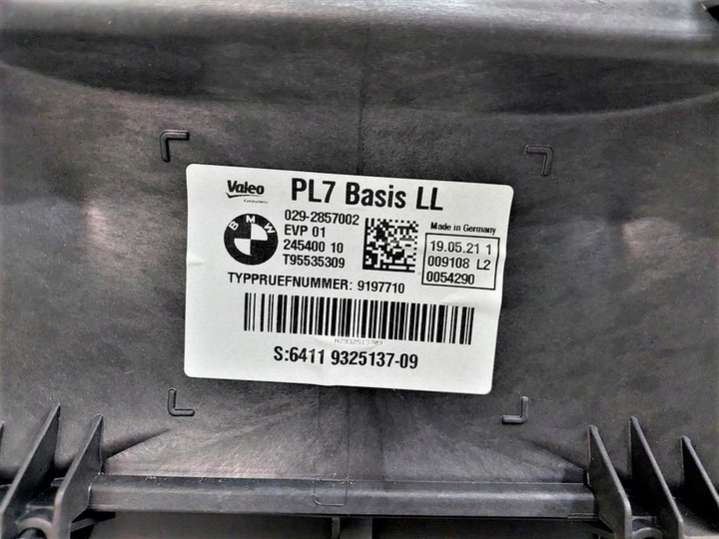 Valeo PL7 Basis LL
029-2857002
EVP 01
245400 10
T95535309
BMW
Made in Germany
19.05.21 1
009108 L2
0054290
TYPPRUEFNUMMER: 9197710
S:6411 9325137-09